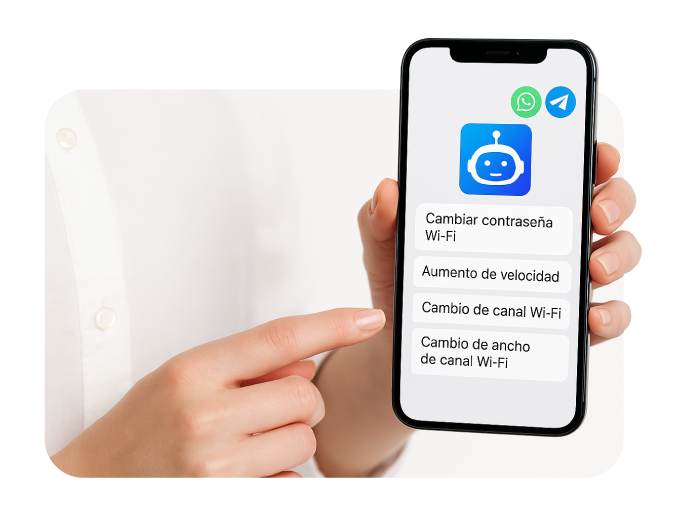 Cambiar contraseña
Wi-Fi
Aumento de velocidad
Cambio de canal Wi-Fi
Cambio de ancho
de canal Wi-Fi